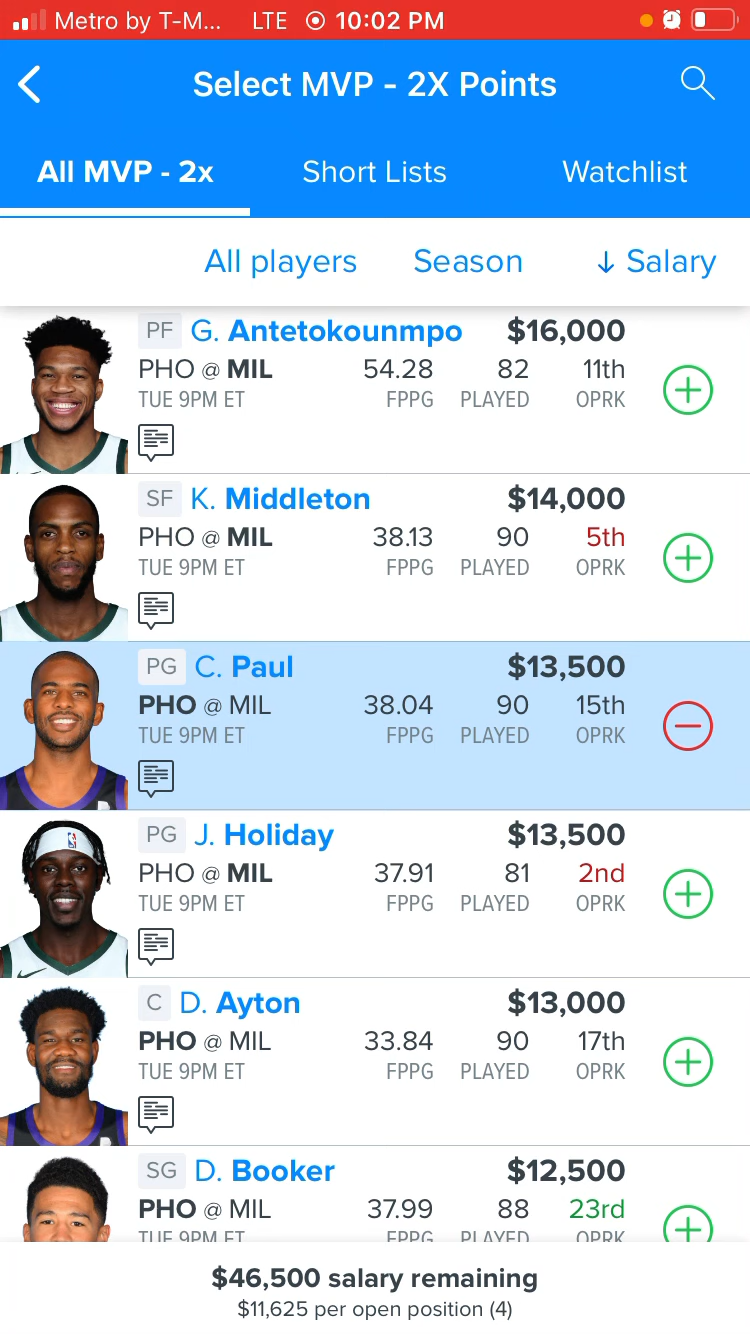 Metro by T-M... LTE 10:02 PM
Select MVP - 2X Points
All MVP - 2x Short Lists Watchlist
All players Season ↓ Salary
PF G. Antetokounmpo $16,000
PHO @ MIL 54.28 82 11th
TUE 9PM ET FPPG PLAYED OPRK
SF K. Middleton $14,000
PHO @ MIL 38.13 90 5th
TUE 9PM ET FPPG PLAYED OPRK
PG C. Paul $13,500
PHO @ MIL 38.04 90 15th
TUE 9PM ET FPPG PLAYED OPRK
PG J. Holiday $13,500
PHO @ MIL 37.91 81 2nd
TUE 9PM ET FPPG PLAYED OPRK
C D. Ayton $13,000
PHO @ MIL 33.84 90 17th
TUE 9PM ET FPPG PLAYED OPRK
SG D. Booker $12,500
PHO @ MIL 37.99 88 23rd
TUE 9PM ET FPPG PLAYED OPRK
$46,500 salary remaining
$11,625 per open position (4)